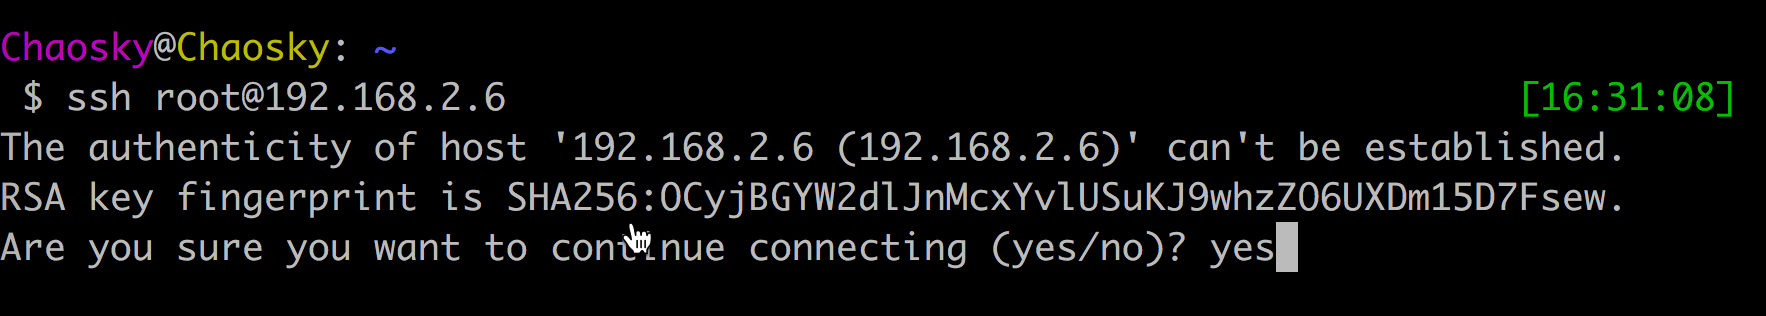 Chaosky@Chaosky: ~
$ ssh root@192.168.2.6 [16:31:08]
The authenticity of host '192.168.2.6 (192.168.2.6)' can't be established.
RSA key fingerprint is SHA256:OCyjBGYW2dlJnMcxYvlUSuKJ9whzZO6UXDm15D7Fsew.
Are you sure you want to continue connecting (yes/no)? yes